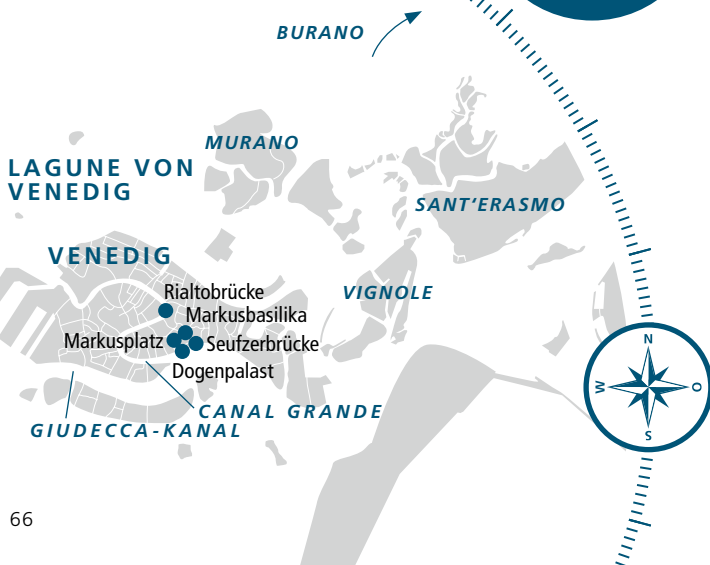 BURANO
MURANO
LAGUNE VON
VENEDIG
SANT‘ERASMO
VENEDIG
Rialtobrücke
VIGNOLE
Markusbasilika
Markusplatz
Seufzerbrücke
Dogenpalast
CANAL GRANDE
GIUDECCA-KANAL
N
W
O
S
66